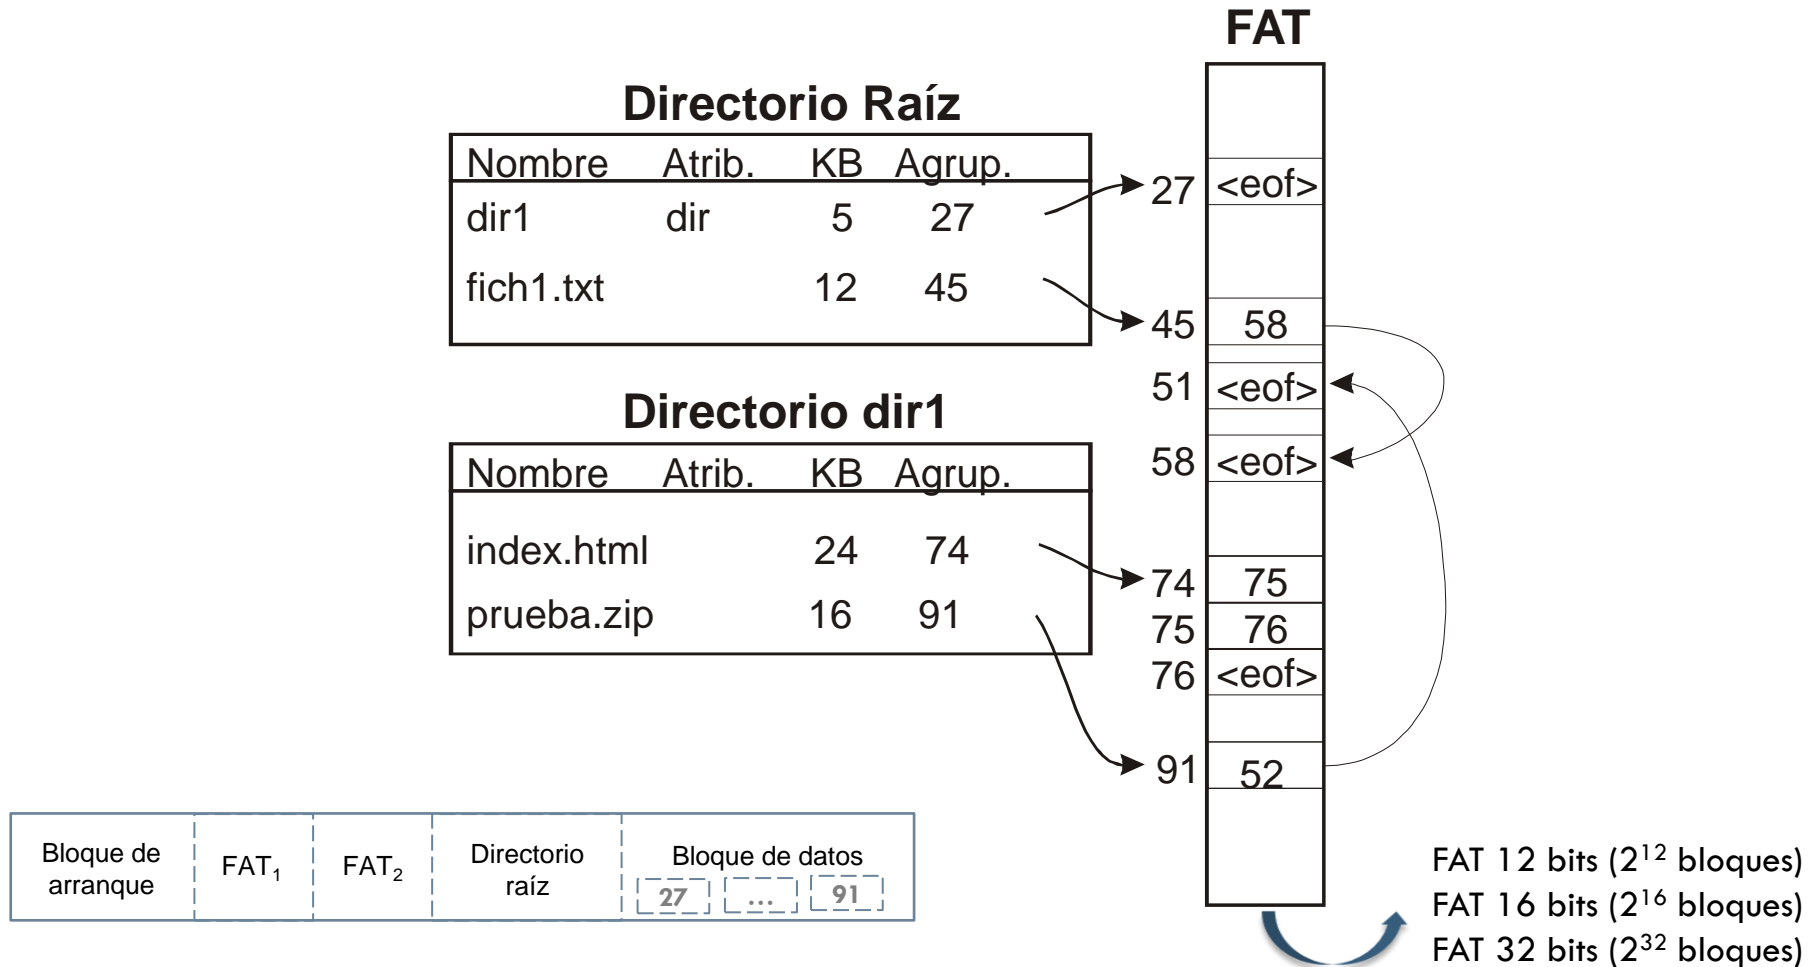 FAT
Directorio Raíz
Nombre Atrib. KB Agrup.
dir1 dir 5 27
fich1.txt 12 45
Directorio dir1
Nombre Atrib. KB Agrup.
index.html 24 74
prueba.zip 16 91
27 <eof>
45 58
51 <eof>
58 <eof>
74 75
75 76
76 <eof>
91 52
Bloque de
arranque
FAT₁
FAT₂
Directorio
raíz
Bloque de datos
27 ... 91
FAT 12 bits (2¹² bloques)
FAT 16 bits (2¹⁶ bloques)
FAT 32 bits (2³² bloques)